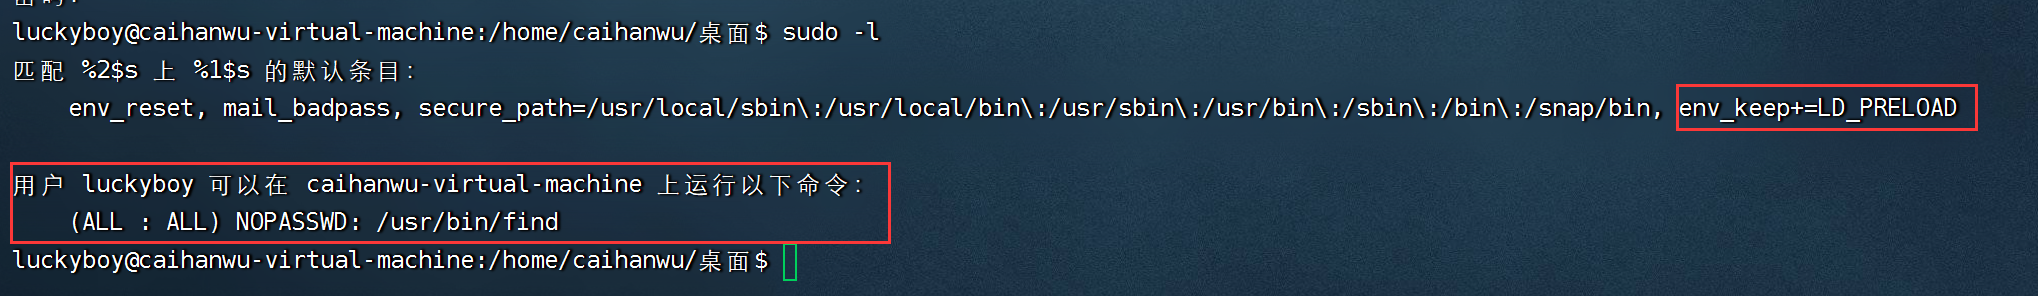 luckyboy@caihanwu-virtual-machine:/home/caihanwu/桌面$ sudo -l
匹配 %2$s 上 %1$s 的默认条目：
env_reset, mail_badpass, secure_path=/usr/local/sbin\:/usr/local/bin\:/usr/sbin\:/usr/bin\:/sbin\:/bin\:/snap/bin, env_keep+=LD_PRELOAD
用户 luckyboy 可以在 caihanwu-virtual-machine 上运行以下命令：
(ALL : ALL) NOPASSWD: /usr/bin/find
luckyboy@caihanwu-virtual-machine:/home/caihanwu/桌面$